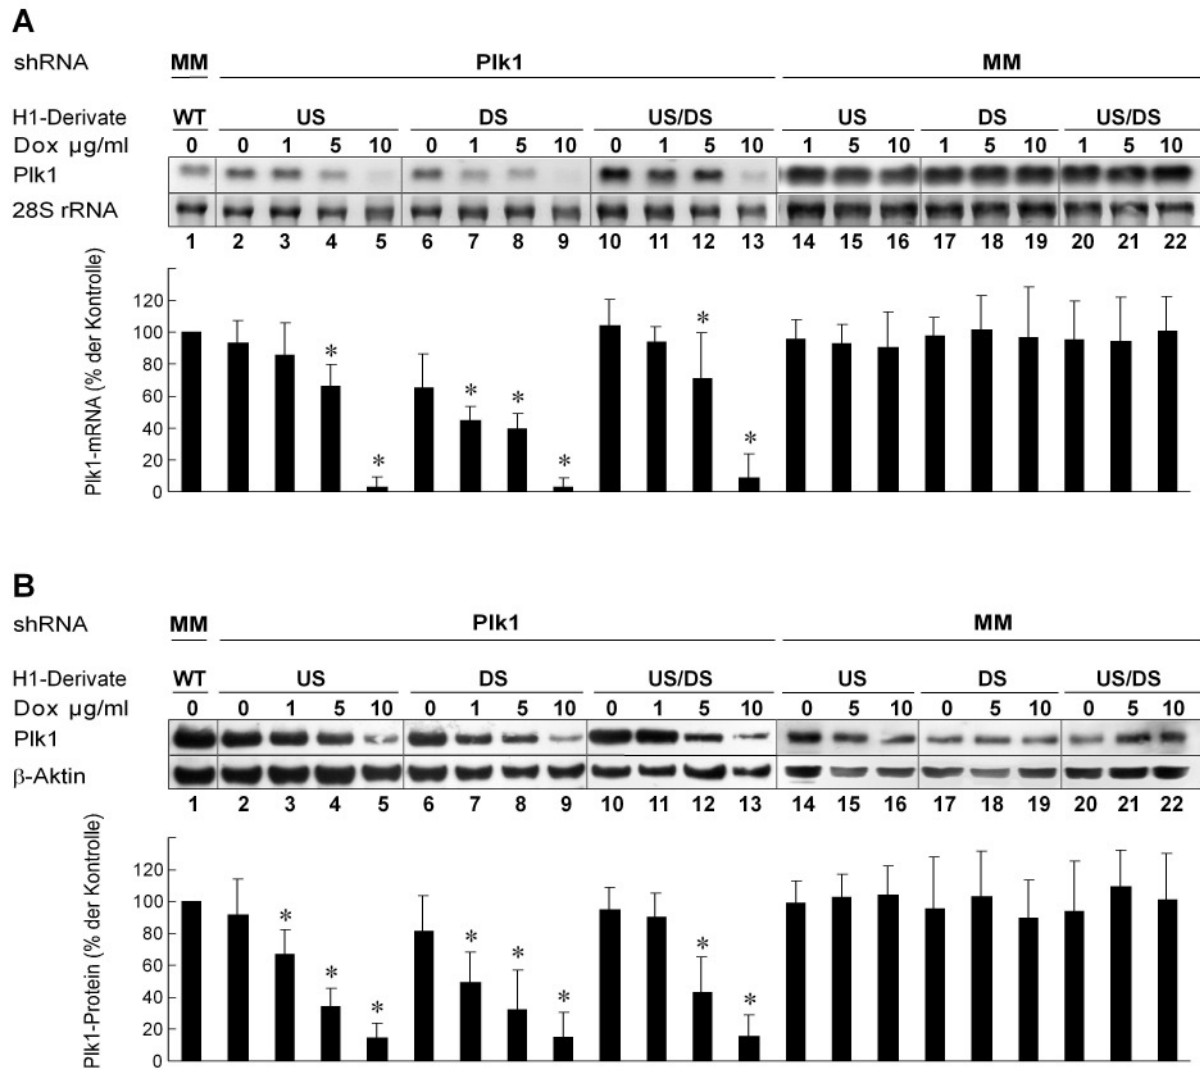 A
shRNA MM Plk1 MM
H1-Derivate WT US DS US/DS US DS US/DS
Dox µg/ml 0 0 1 5 10 0 1 5 10 0 1 5 10 1 5 10 1 5 10 1 5 10
Plk1
28S rRNA
1 2 3 4 5 6 7 8 9 10 11 12 13 14 15 16 17 18 19 20 21 22
Plk1-mRNA (% der Kontrolle)
120
100
80
60
40
20
0
* * * * * * *
B
shRNA MM Plk1 MM
H1-Derivate WT US DS US/DS US DS US/DS
Dox µg/ml 0 0 1 5 10 0 1 5 10 0 1 5 10 0 5 10 0 5 10 0 5 10
Plk1
β-Aktin
1 2 3 4 5 6 7 8 9 10 11 12 13 14 15 16 17 18 19 20 21 22
Plk1-Protein (% der Kontrolle)
120
100
80
60
40
20
0
* * * * * * * *